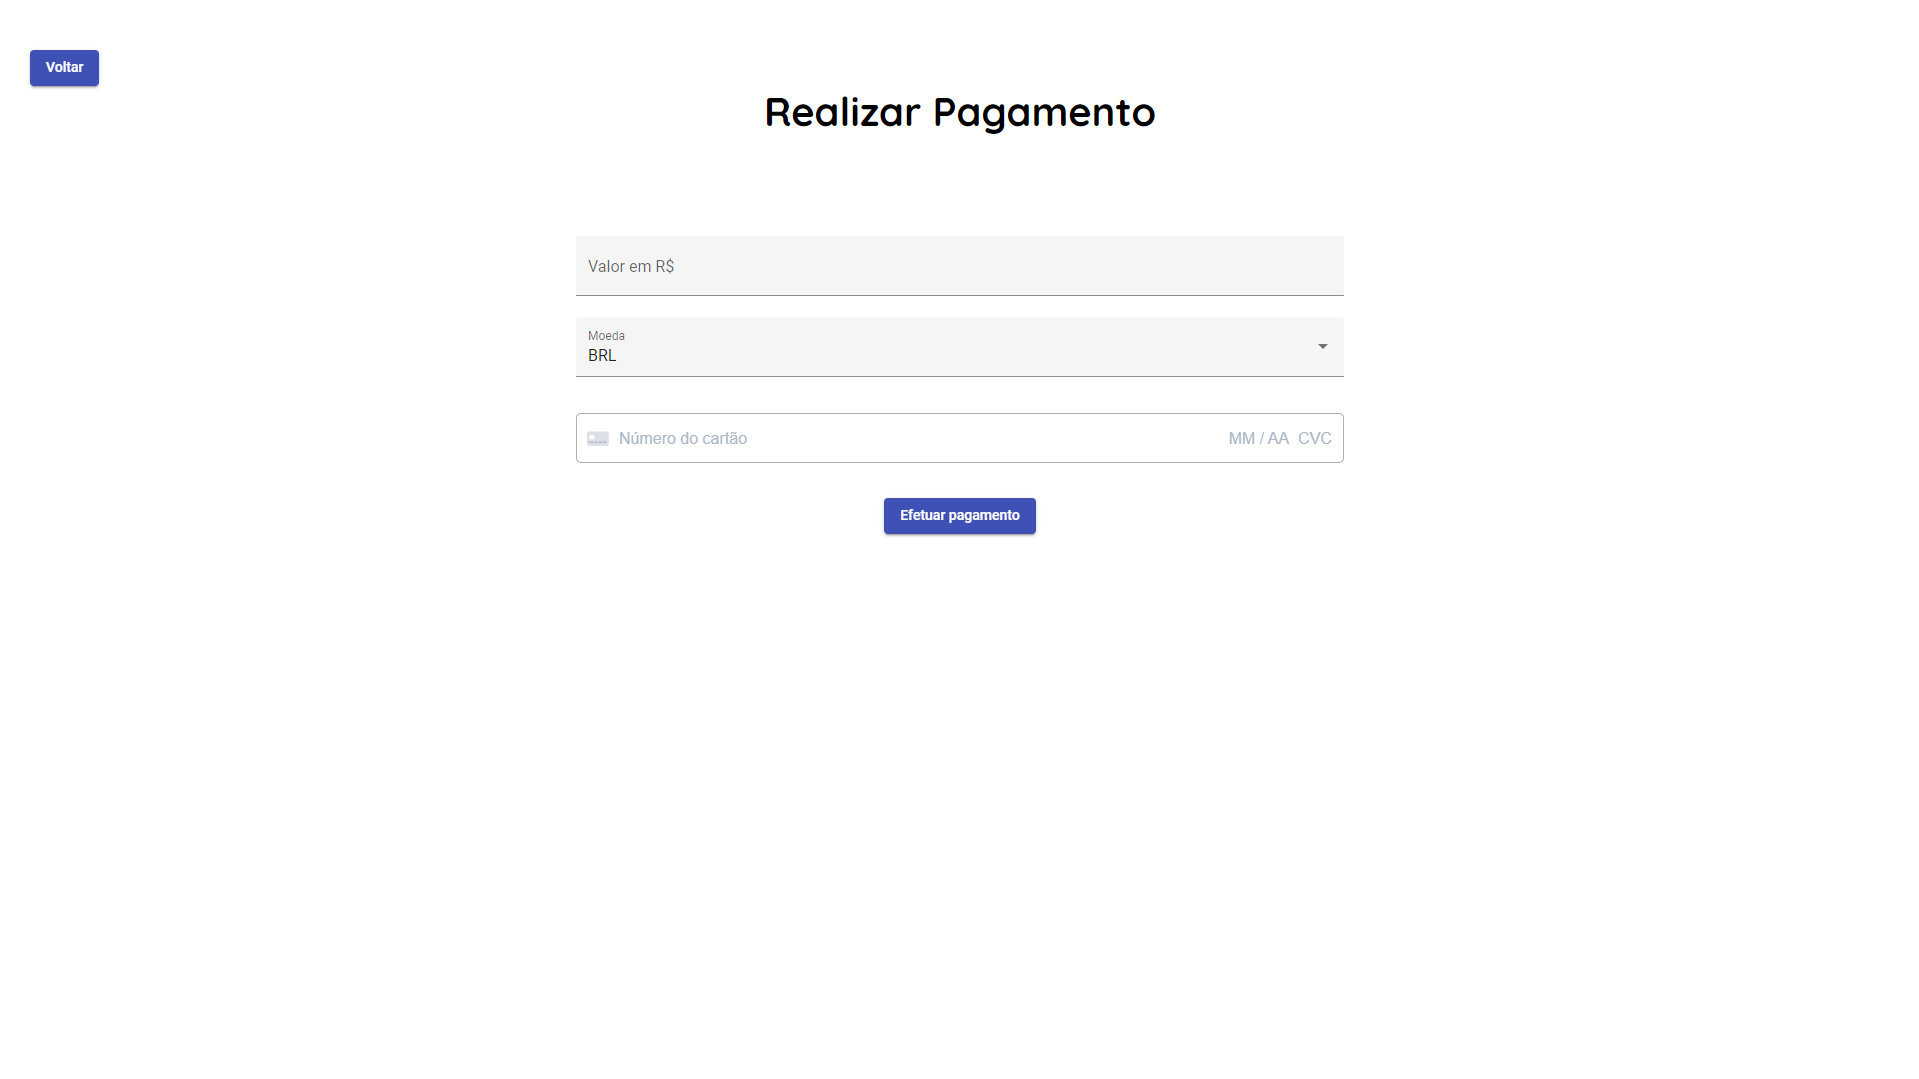 Voltar
Realizar Pagamento
Valor em R$
Moeda
BRL
Número do cartão MM / AA CVC
Efetuar pagamento